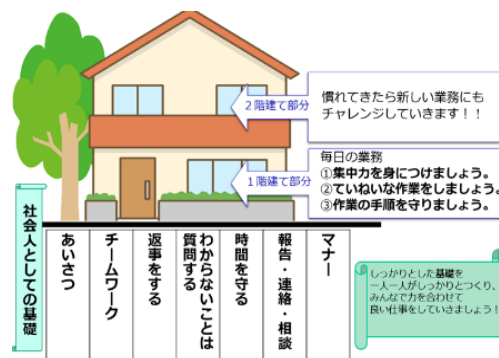 2階建て部分
慣れてきたら新しい業務にも
チャレンジしていきます！！
1階建て部分
毎日の業務
①集中力を身につけましょう。
②ていねいな作業をしましょう。
③作業の手順を守りましょう。
社会人としての基礎
あいさつ
チームワーク
返事をする
わからないことは
質問する
時間を守る
報告・連絡・相談
マナー
しっかりとした基礎を
一人一人がしっかりとつくり、
みんなで力を合わせて
良い仕事をしていきましょう！